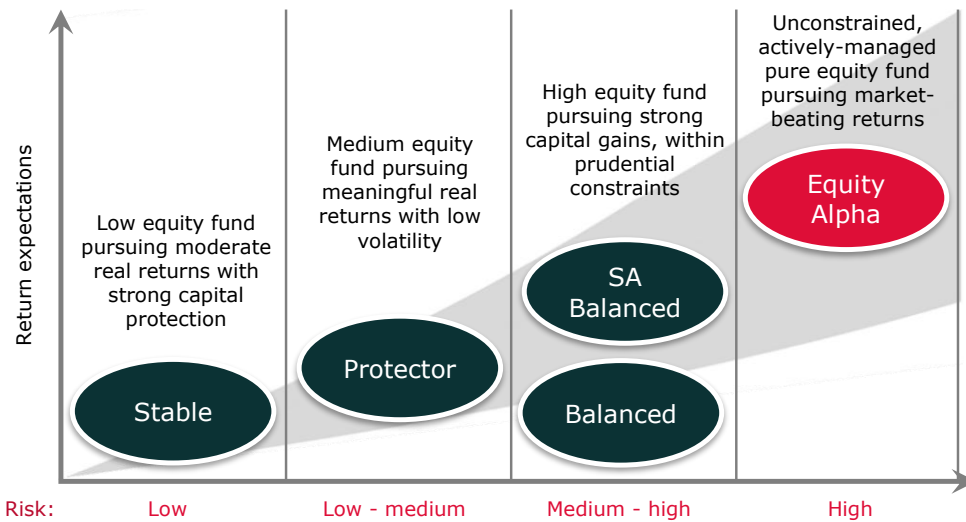 Return expectations
Low equity fund
pursuing moderate
real returns with
strong capital
protection
Stable
Medium equity
fund pursuing
meaningful real
returns with low
volatility
Protector
High equity fund
pursuing strong
capital gains, within
prudential
constraints
SA
Balanced
Balanced
Unconstrained,
actively-managed
pure equity fund
pursuing market-
beating returns
Equity
Alpha
Risk:
Low
Low - medium
Medium - high
High